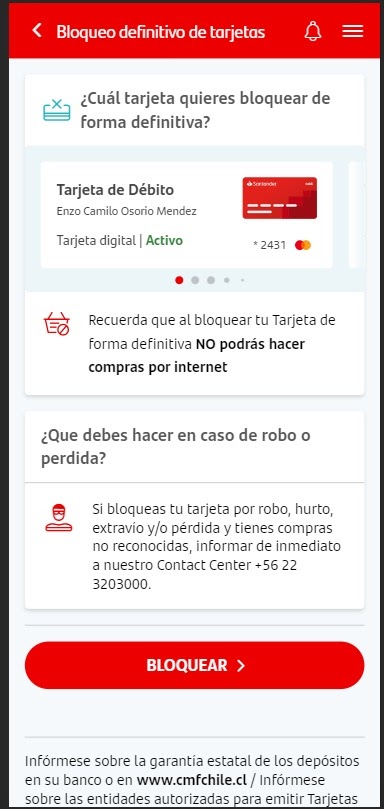 Bloqueo definitivo de tarjetas
¿Cuál tarjeta quieres bloquear de
forma definitiva?
Tarjeta de Débito
Santander
Enzo Camilo Osorio Mendez
Tarjeta digital | Activo
* 2431
Recuerda que al bloquear tu Tarjeta de
forma definitiva NO podrás hacer
compras por internet
¿Que debes hacer en caso de robo o
perdida?
Si bloqueas tu tarjeta por robo, hurto,
extravío y/o pérdida y tienes compras
no reconocidas, informar de inmediato
a nuestro Contact Center +56 22
3203000.
BLOQUEAR
Infórmese sobre la garantía estatal de los depósitos
en su banco o en www.cmfchile.cl / Infórmese
sobre las entidades autorizadas para emitir Tarjetas